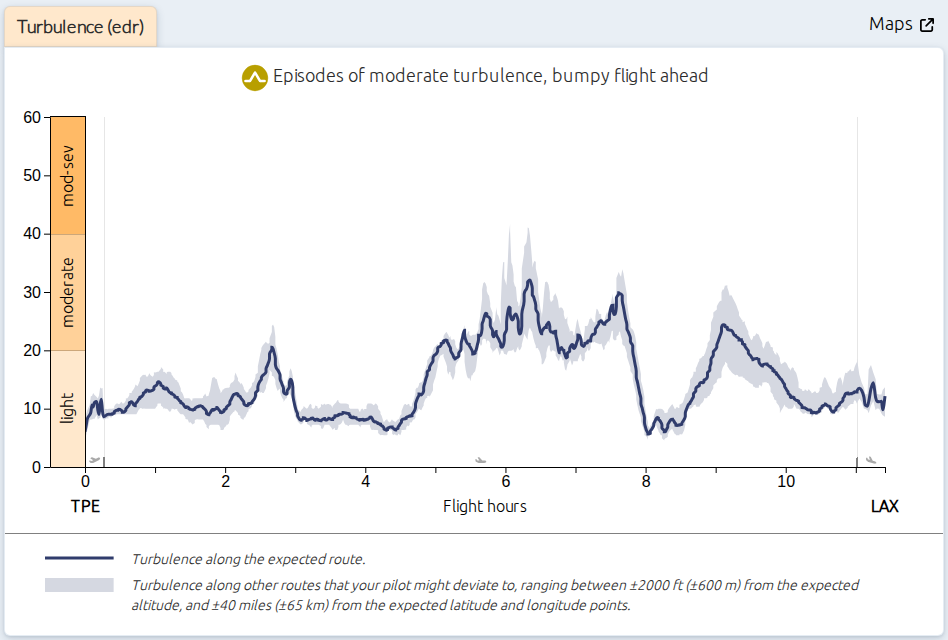 Turbulence (edr)
Maps
Episodes of moderate turbulence, bumpy flight ahead
60
50
40
30
20
10
0
mod-sev
moderate
light
0 2 4 6 8 10
TPE Flight hours LAX
Turbulence along the expected route.
Turbulence along other routes that your pilot might deviate to, ranging between ±2000 ft (±600 m) from the expected
altitude, and ±40 miles (±65 km) from the expected latitude and longitude points.